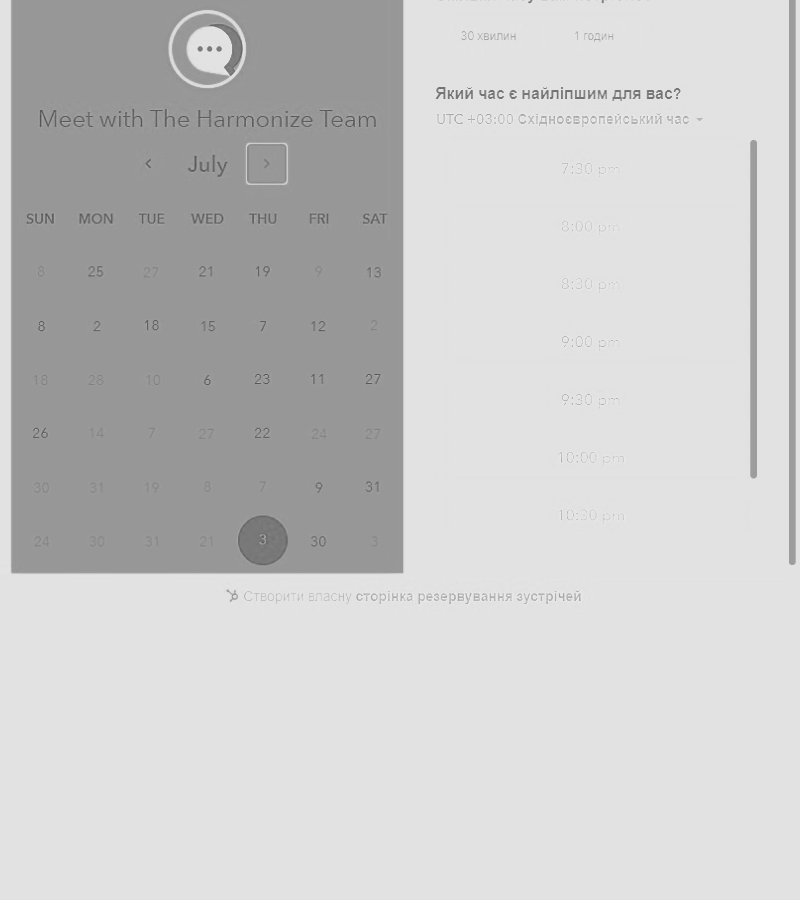 Meet with The Harmonize Team
July
SUN MON TUE WED THU FRI SAT
8 25 27 21 19 9 13
8 2 18 15 7 12 2
18 28 10 6 23 11 27
26 14 7 27 22 24 27
30 31 19 8 7 9 31
24 30 31 21 3 30 3
30 хвилин 1 годин
Який час є найліпшим для вас?
UTC +03:00 Східноєвропейський час
7:30 pm
8:00 pm
8:30 pm
9:00 pm
9:30 pm
10:00 pm
10:30 pm
Створити власну сторінка резервування зустрічей